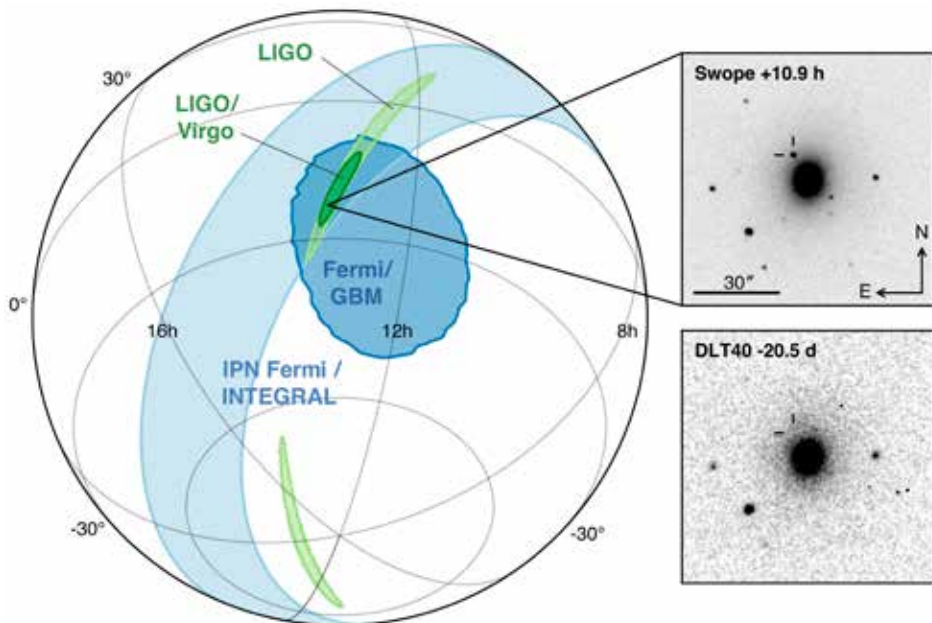 30°
LIGO
LIGO/
Virgo
Fermi/
GBM
0°
16h
12h
8h
IPN Fermi /
INTEGRAL
-30°
-30°
Swope +10.9 h
N
E
30"
DLT40 -20.5 d